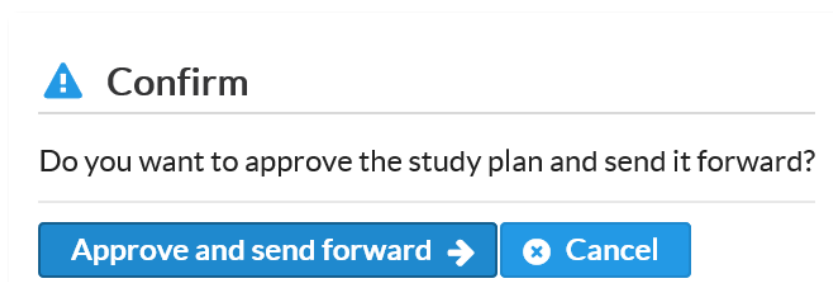 Confirm
Do you want to approve the study plan and send it forward?
Approve and send forward Cancel